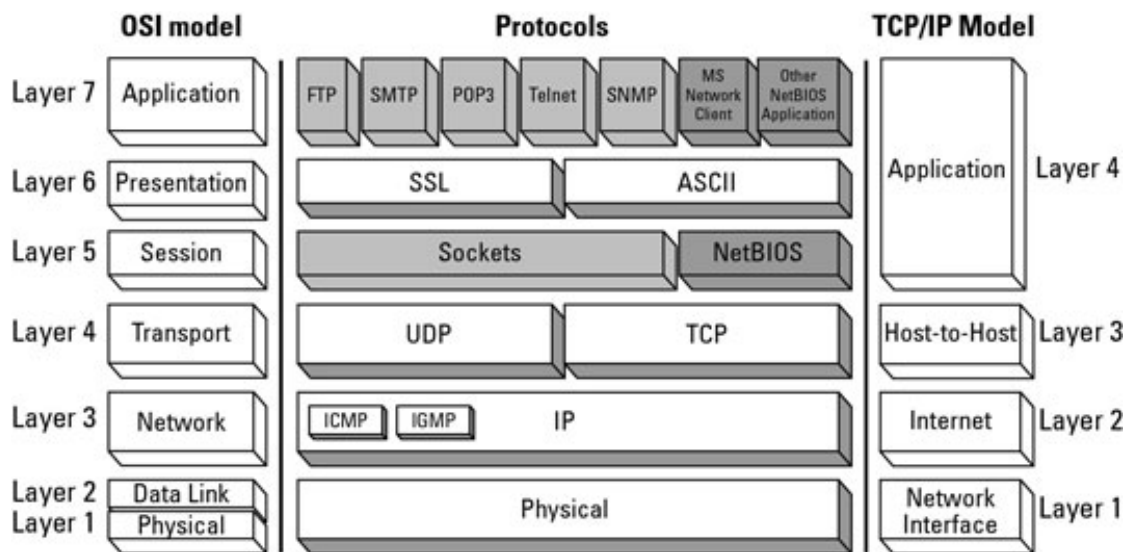 OSI model Protocols TCP/IP Model
Layer 7 Application FTP SMTP POP3 Telnet SNMP MS Network Client Other NetBIOS Application
Layer 6 Presentation SSL ASCII Application Layer 4
Layer 5 Session Sockets NetBIOS
Layer 4 Transport UDP TCP Host-to-Host Layer 3
Layer 3 Network ICMP IGMP IP Internet Layer 2
Layer 2 Data Link
Layer 1 Physical Physical Network Interface Layer 1